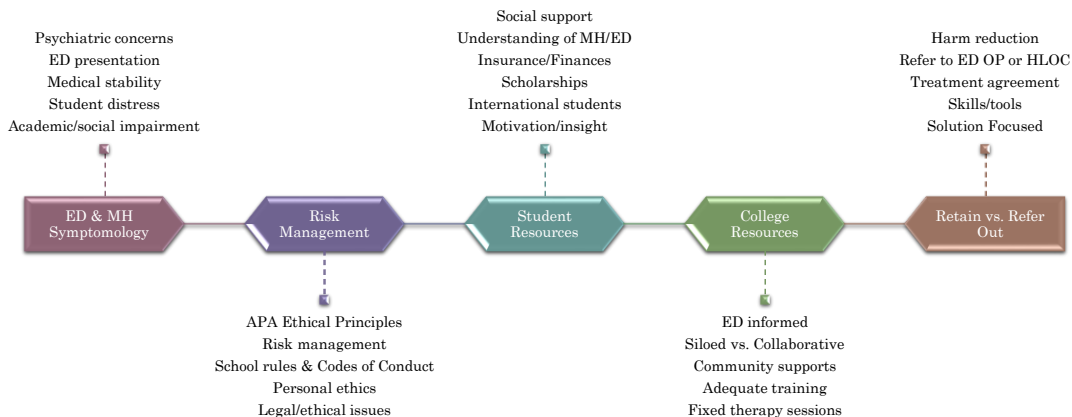 Psychiatric concerns
ED presentation
Medical stability
Student distress
Academic/social impairment
ED & MH
Symptomology
Risk
Management
APA Ethical Principles
Risk management
School rules & Codes of Conduct
Personal ethics
Legal/ethical issues
Social support
Understanding of MH/ED
Insurance/Finances
Scholarships
International students
Motivation/insight
Student
Resources
College
Resources
ED informed
Siloed vs. Collaborative
Community supports
Adequate training
Fixed therapy sessions
Harm reduction
Refer to ED OP or HLOC
Treatment agreement
Skills/tools
Solution Focused
Retain vs. Refer
Out